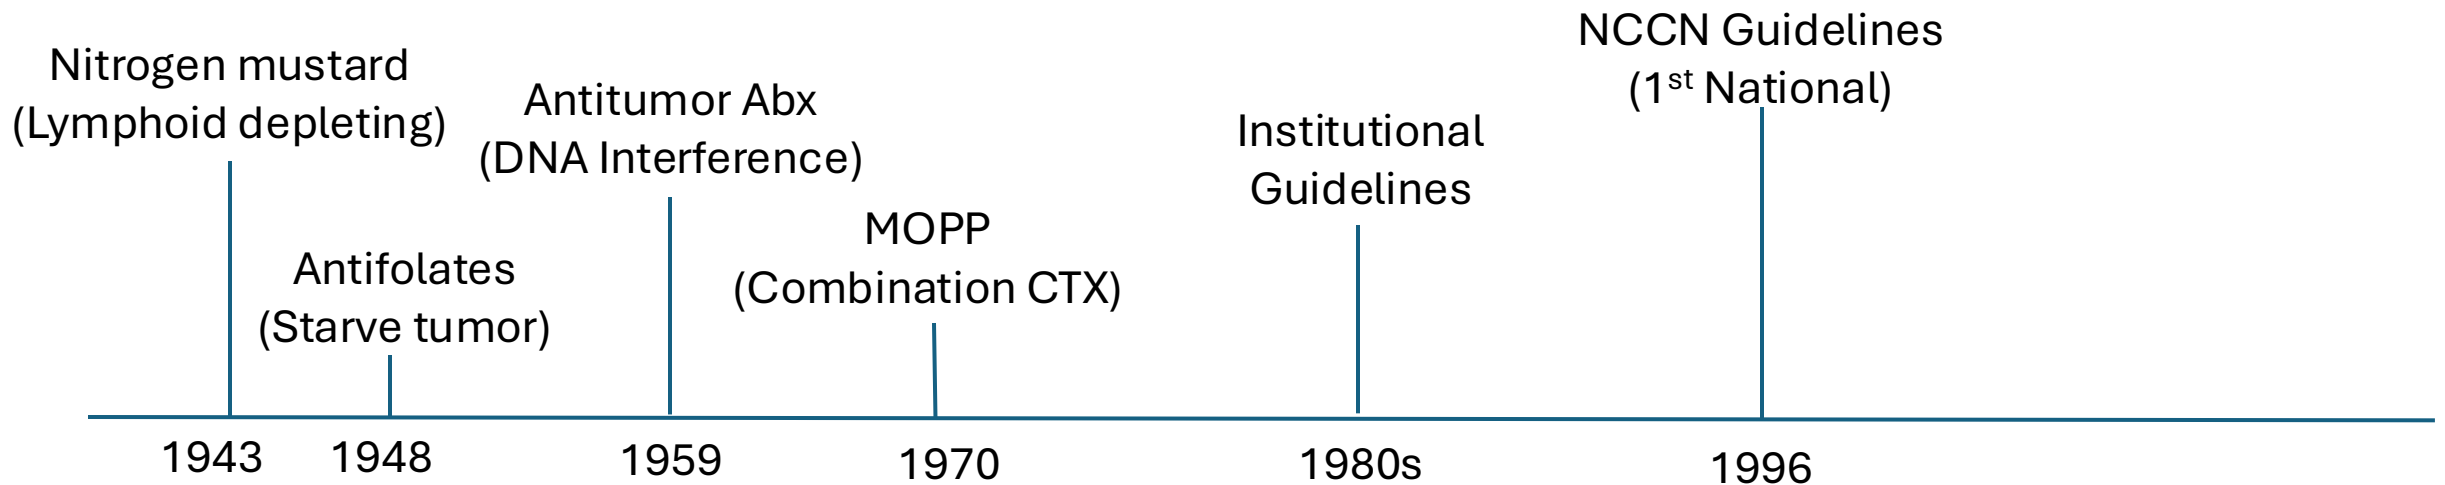 Nitrogen mustard
(Lymphoid depleting)
Antifolates
(Starve tumor)
Antitumor Abx
(DNA Interference)
MOPP
(Combination CTX)
Institutional
Guidelines
NCCN Guidelines
(1st National)
1943
1948
1959
1970
1980s
1996